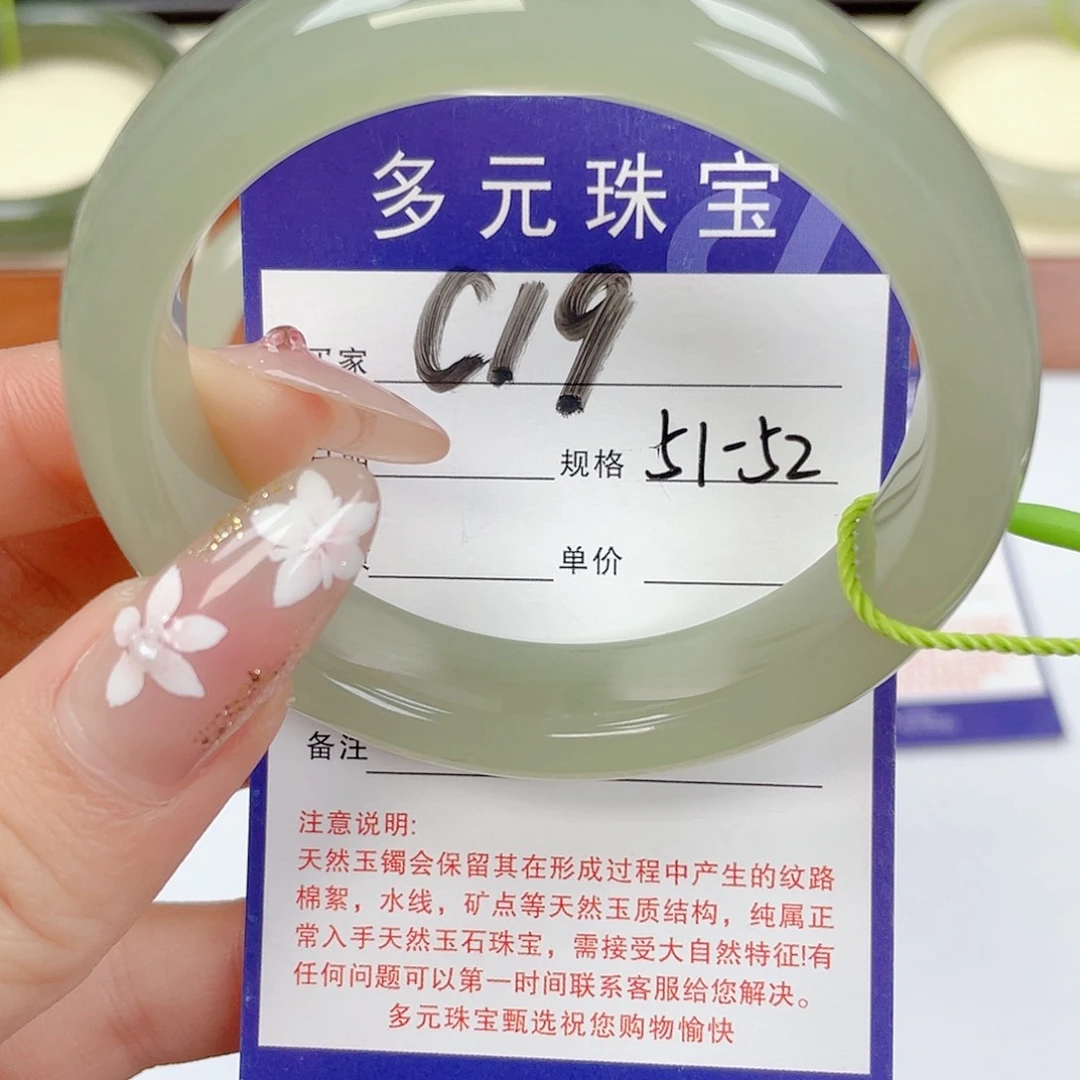 多元珠宝
买家 C19
规格 51-52
单价
备注
注意说明:
天然玉镯会保留其在形成过程中产生的纹路
棉絮，水线，矿点等天然玉质结构，纯属正
常入手天然玉石珠宝，需接受大自然特征!有
任何问题可以第一时间联系客服给您解决。
多元珠宝甄选祝您购物愉快